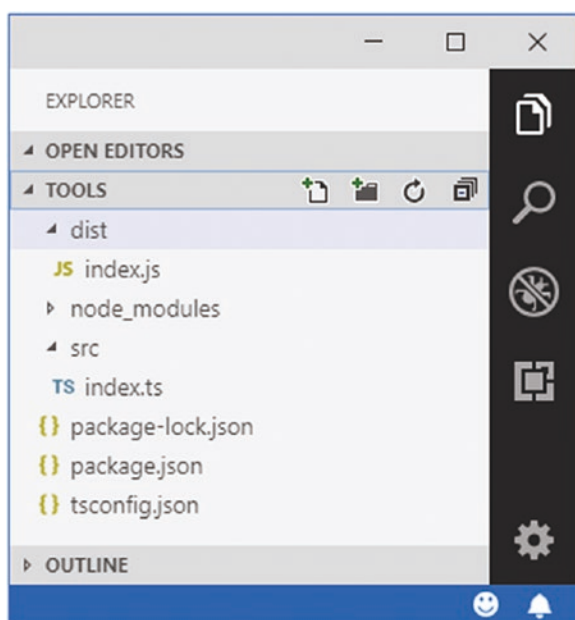 EXPLORER
OPEN EDITORS
TOOLS
dist
JS index.js
node_modules
src
TS index.ts
{} package-lock.json
{} package.json
{} tsconfig.json
OUTLINE